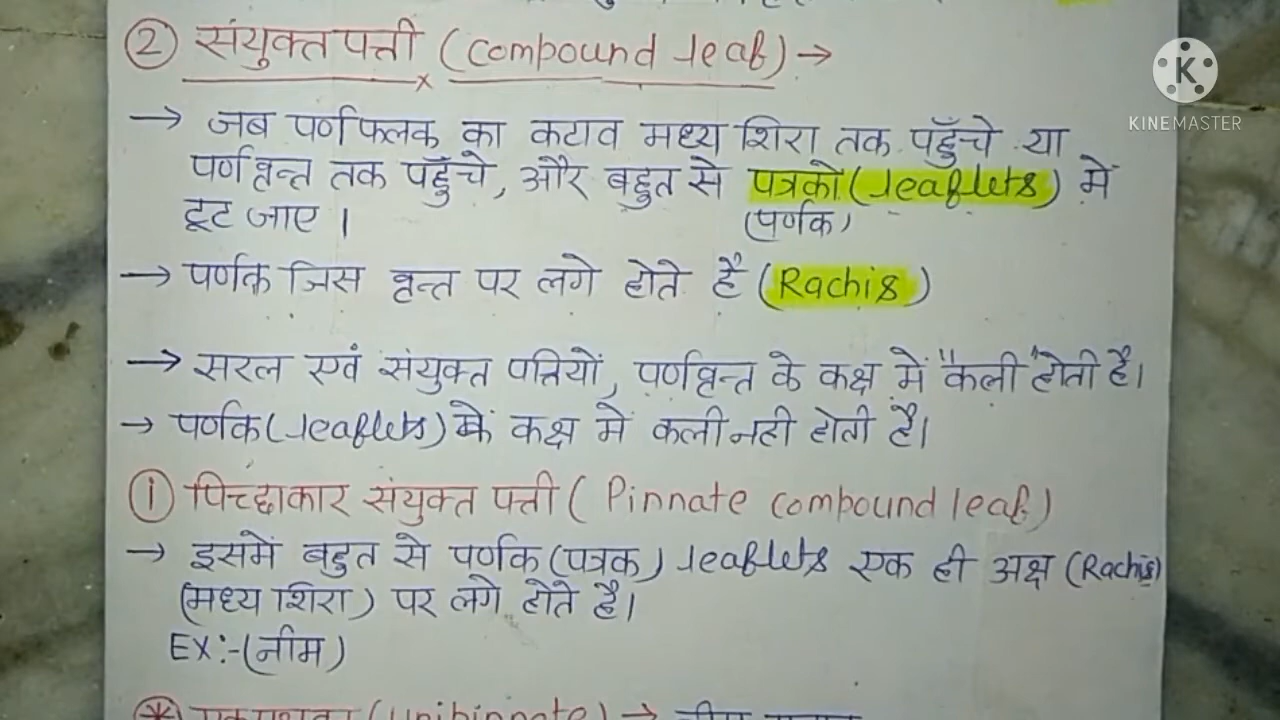 ② संयुक्त पत्ती (Compound leaf) →
K
KINEMASTER
→ जब पर्णफलक का कटाव मध्य शिरा तक पहुँचे या
पर्णवृन्त तक पहुँचे, और बहुत से पत्रको (leaflets) में
टूट जाए । (पर्णक)
→ पर्णक जिस वृन्त पर लगे होते है (Rachis)
→ सरल एवं संयुक्त पत्तियों, पर्णवृन्त के कक्ष में "कली" होती है।
→ पर्णक (leaflets) के कक्ष में कली नही होती है।
① पिच्छाकार संयुक्त पत्ती ( Pinnate compound leaf)
→ इसमें बहुत से पर्णक (पत्रक) leaflets एक ही अक्ष (Rachis)
(मध्य शिरा) पर लगे होते है।
EX:-(नीम)
(unipinnate) →